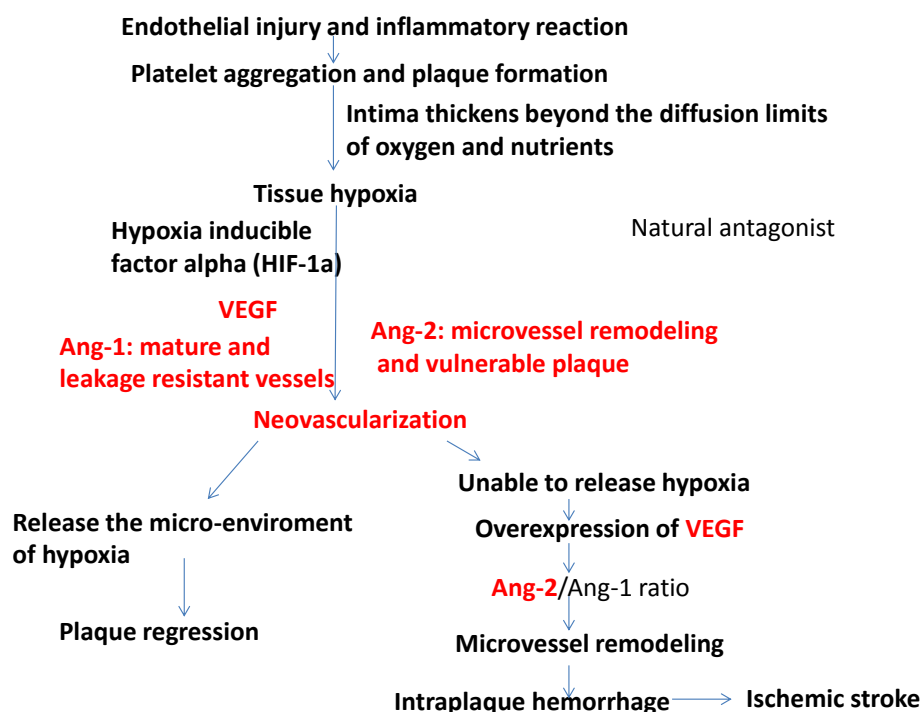 Endothelial injury and inflammatory reaction
Platelet aggregation and plaque formation
Intima thickens beyond the diffusion limits
of oxygen and nutrients
Tissue hypoxia
Hypoxia inducible
factor alpha (HIF-1a)
Natural antagonist
VEGF
Ang-1: mature and
leakage resistant vessels
Ang-2: microvessel remodeling
and vulnerable plaque
Neovascularization
Release the micro-enviroment
of hypoxia
Plaque regression
Unable to release hypoxia
Overexpression of VEGF
Ang-2/Ang-1 ratio
Microvessel remodeling
Intraplaque hemorrhage
Ischemic stroke